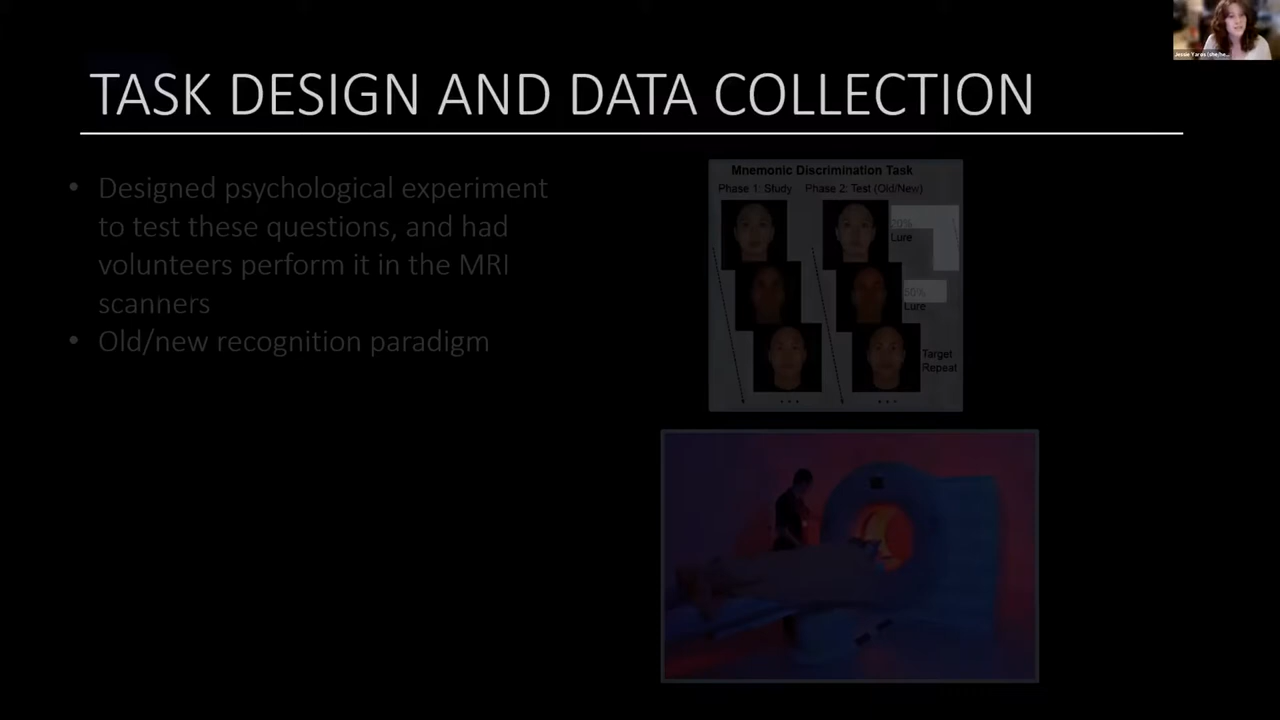 TASK DESIGN AND DATA COLLECTION
• Designed psychological experiment
to test these questions, and had
volunteers perform it in the MRI
scanners
• Old/new recognition paradigm
Mnemonic Discrimination Task
Phase 1: Study Phase 2: Test (Old/New)
Lure
50%
Lure
Target
Repeat
• • •
• • •